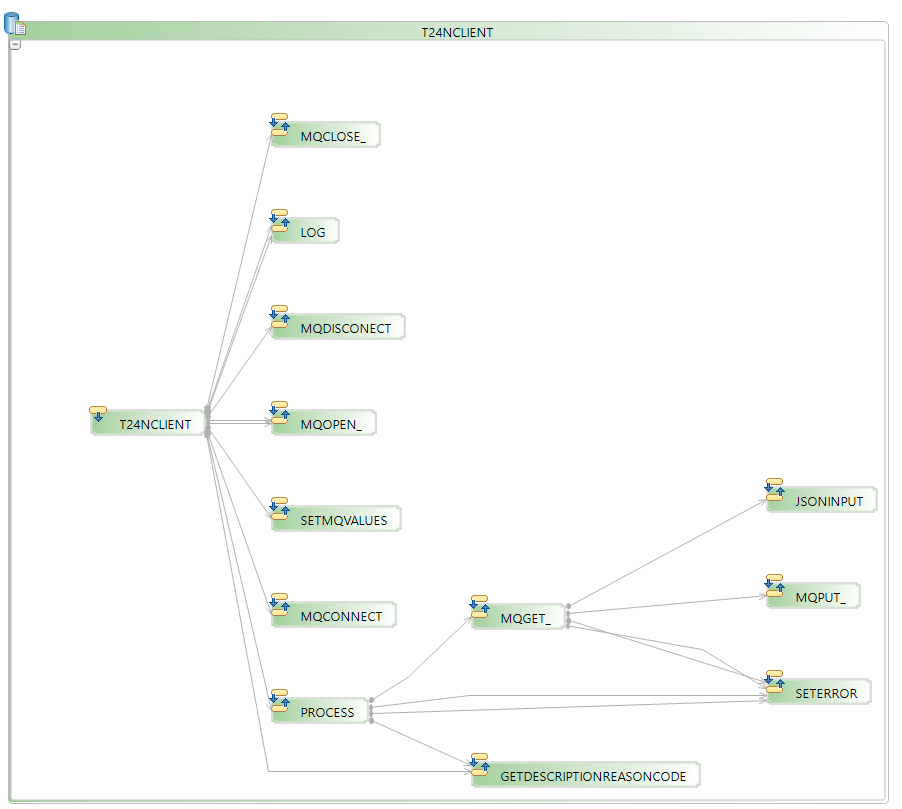 T24NCLIENT
MQCLOSE_
LOG
MQDISCONECT
T24NCLIENT
MQOPEN_
JSONINPUT
SETMQVALUES
MQPUT_
MQCONNECT
MQGET_
SETERROR
PROCESS
GETDESCRIPTIONREASONCODE